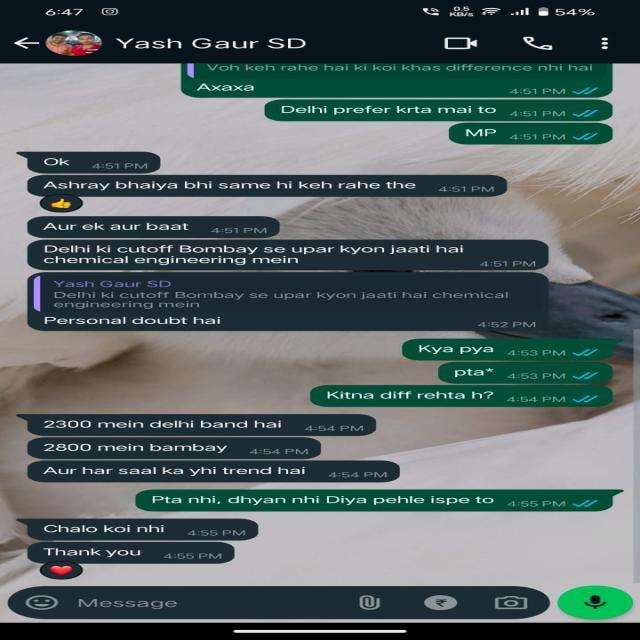 6:47
0.5 KB/s
54%
Yash Gaur SD
Voh keh rahe hai ki koi khas difference nhi hai
Axaxa 4:51 PM
Delhi prefer krta mai to 4:51 PM
MP 4:51 PM
Ok 4:51 PM
Ashray bhaiya bhi same hi keh rahe the 4:51 PM
Aur ek aur baat 4:51 PM
Delhi ki cutoff Bombay se upar kyon jaati hai
chemical engineering mein 4:51 PM
Yash Gaur SD
Delhi ki cutoff Bombay se upar kyon jaati hai chemical
engineering mein
Personal doubt hai 4:52 PM
Kya pya 4:53 PM
pta* 4:53 PM
Kitna diff rehta h? 4:54 PM
2300 mein delhi band hai 4:54 PM
2800 mein bambay 4:54 PM
Aur har saal ka yhi trend hai 4:54 PM
Pta nhi, dhyan nhi Diya pehle ispe to 4:55 PM
Chalo koi nhi 4:55 PM
Thank you 4:55 PM
Message